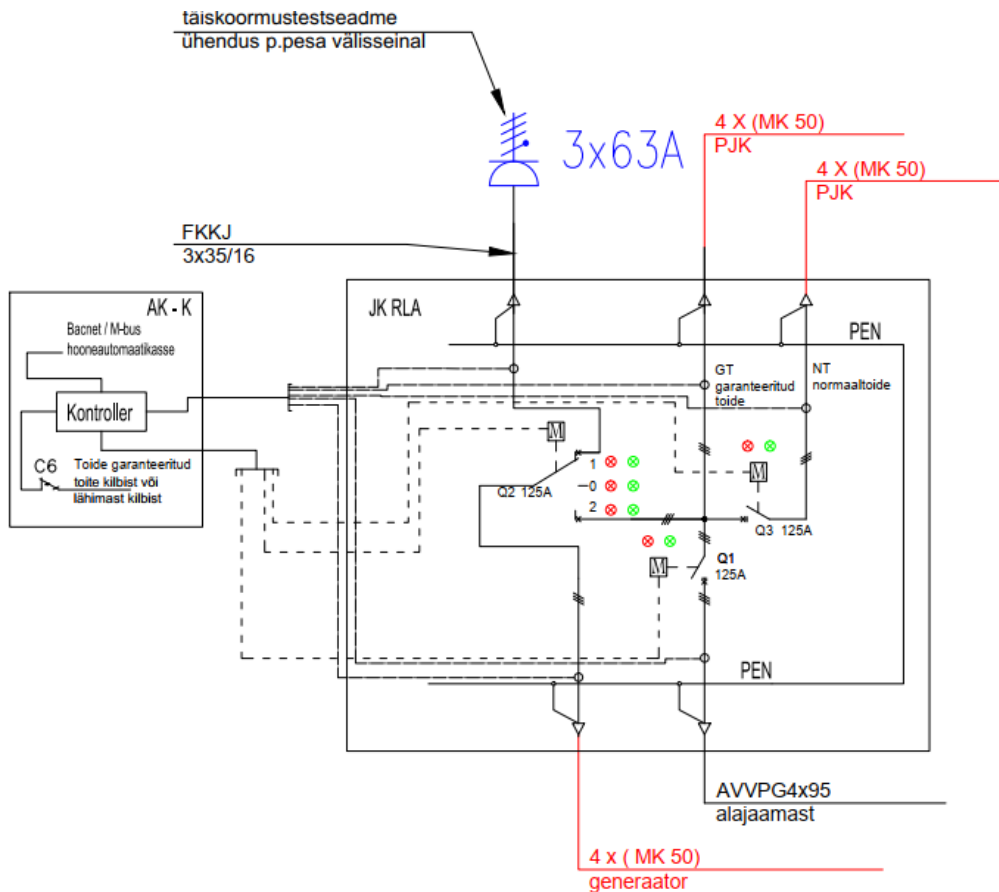 täiskoormustestseadme
ühendus p.pesa välisseinal
3x63A
4 X (MK 50)
PJK
4 X (MK 50)
PJK
FKKJ
3x35/16
AK - K
Bacnet / M-bus
hooneautomaatikasse
Kontroller
C6
Toide garanteeritud
toite kilbist või
lähimast kilbist
JK RLA
PEN
GT
garanteeritud
toide
NT
normaaltoide
M
1
M
Q2 125A
0
2
Q3 125A
M
Q1
125A
PEN
AVVPG4x95
alajaamast
4 x ( MK 50)
generaator